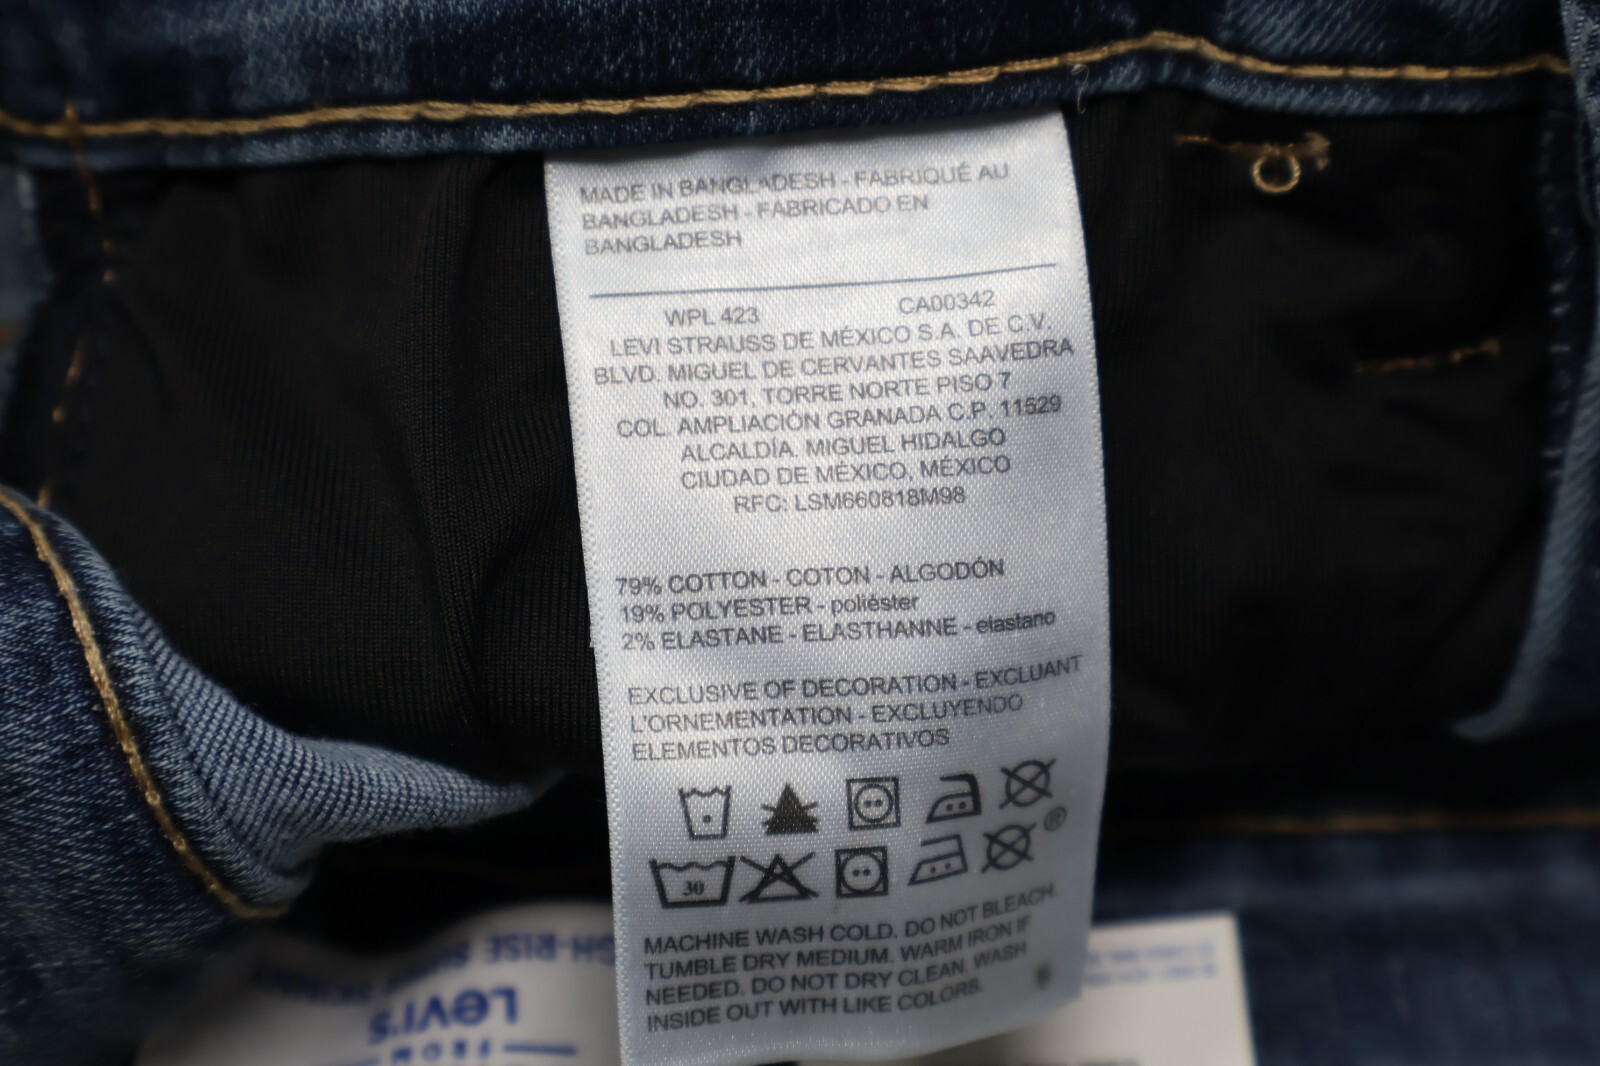 MADE IN BANGLADESH - FABRIQUÉ AU
BANGLADESH - FABRICADO EN
BANGLADESH
WPL 423 CA00342
LEVI STRAUSS DE MÉXICO S.A. DE C.V.
BLVD. MIGUEL DE CERVANTES SAAVEDRA
NO. 301, TORRE NORTE PISO 7
COL. AMPLIACIÓN GRANADA C.P. 11529
ALCALDÍA. MIGUEL HIDALGO
CIUDAD DE MÉXICO, MÉXICO
RFC: LSM660818M98
79% COTTON - COTON - ALGODÓN
19% POLYESTER - poliéster
2% ELASTANE - ELASTHANNE - elastano
EXCLUSIVE OF DECORATION - EXCLUANT
L'ORNEMENTATION - EXCLUYENDO
ELEMENTOS DECORATIVOS
®
30
MACHINE WASH COLD. DO NOT BLEACH.
TUMBLE DRY MEDIUM. WARM IRON IF
NEEDED. DO NOT DRY CLEAN. WASH
INSIDE OUT WITH LIKE COLORS.
FROM
Levi's